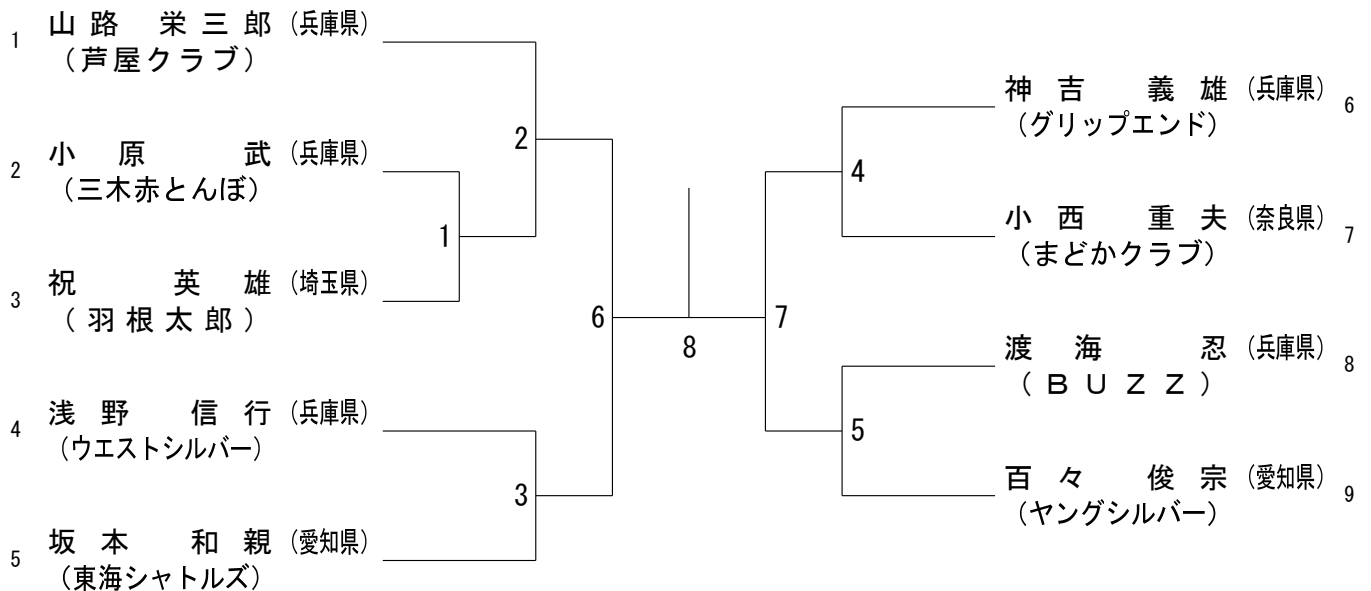 1 山路 栄三郎 (兵庫県)
(芦屋クラブ)
2 小原 武 (兵庫県)
(三木赤とんぼ)
3 祝 英雄 (埼玉県)
(羽根太郎)
4 浅野 信行 (兵庫県)
(ウエストシルバー)
5 坂本 和親 (愛知県)
(東海シャトルズ)
2
1
6
3
8
7
4
5
神吉 義雄 (兵庫県) 6
(グリップエンド)
小西 重夫 (奈良県) 7
(まどかクラブ)
渡海 忍 (兵庫県) 8
(BUZZ)
百々 俊宗 (愛知県) 9
(ヤングシルバー)